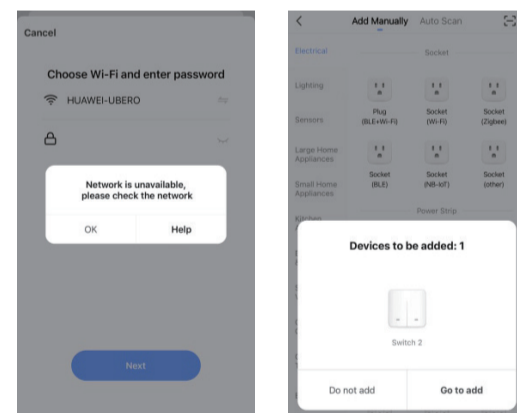 Cancel
Choose Wi-Fi and enter password
HUAWEI-UBERO
Network is unavailable,
please check the network
OK Help
Next
Add Manually Auto Scan
Electrical
Socket
Lighting
Plug
(BLE+Wi-Fi)
Socket
(Wi-Fi)
Socket
(Zigbee)
Sensors
Large Home
Appliances
Socket
(BLE)
Socket
(NB-IoT)
Socket
(other)
Small Home
Appliances
Power Strip
Kitchen
Devices to be added: 1
Switch 2
Do not add Go to add